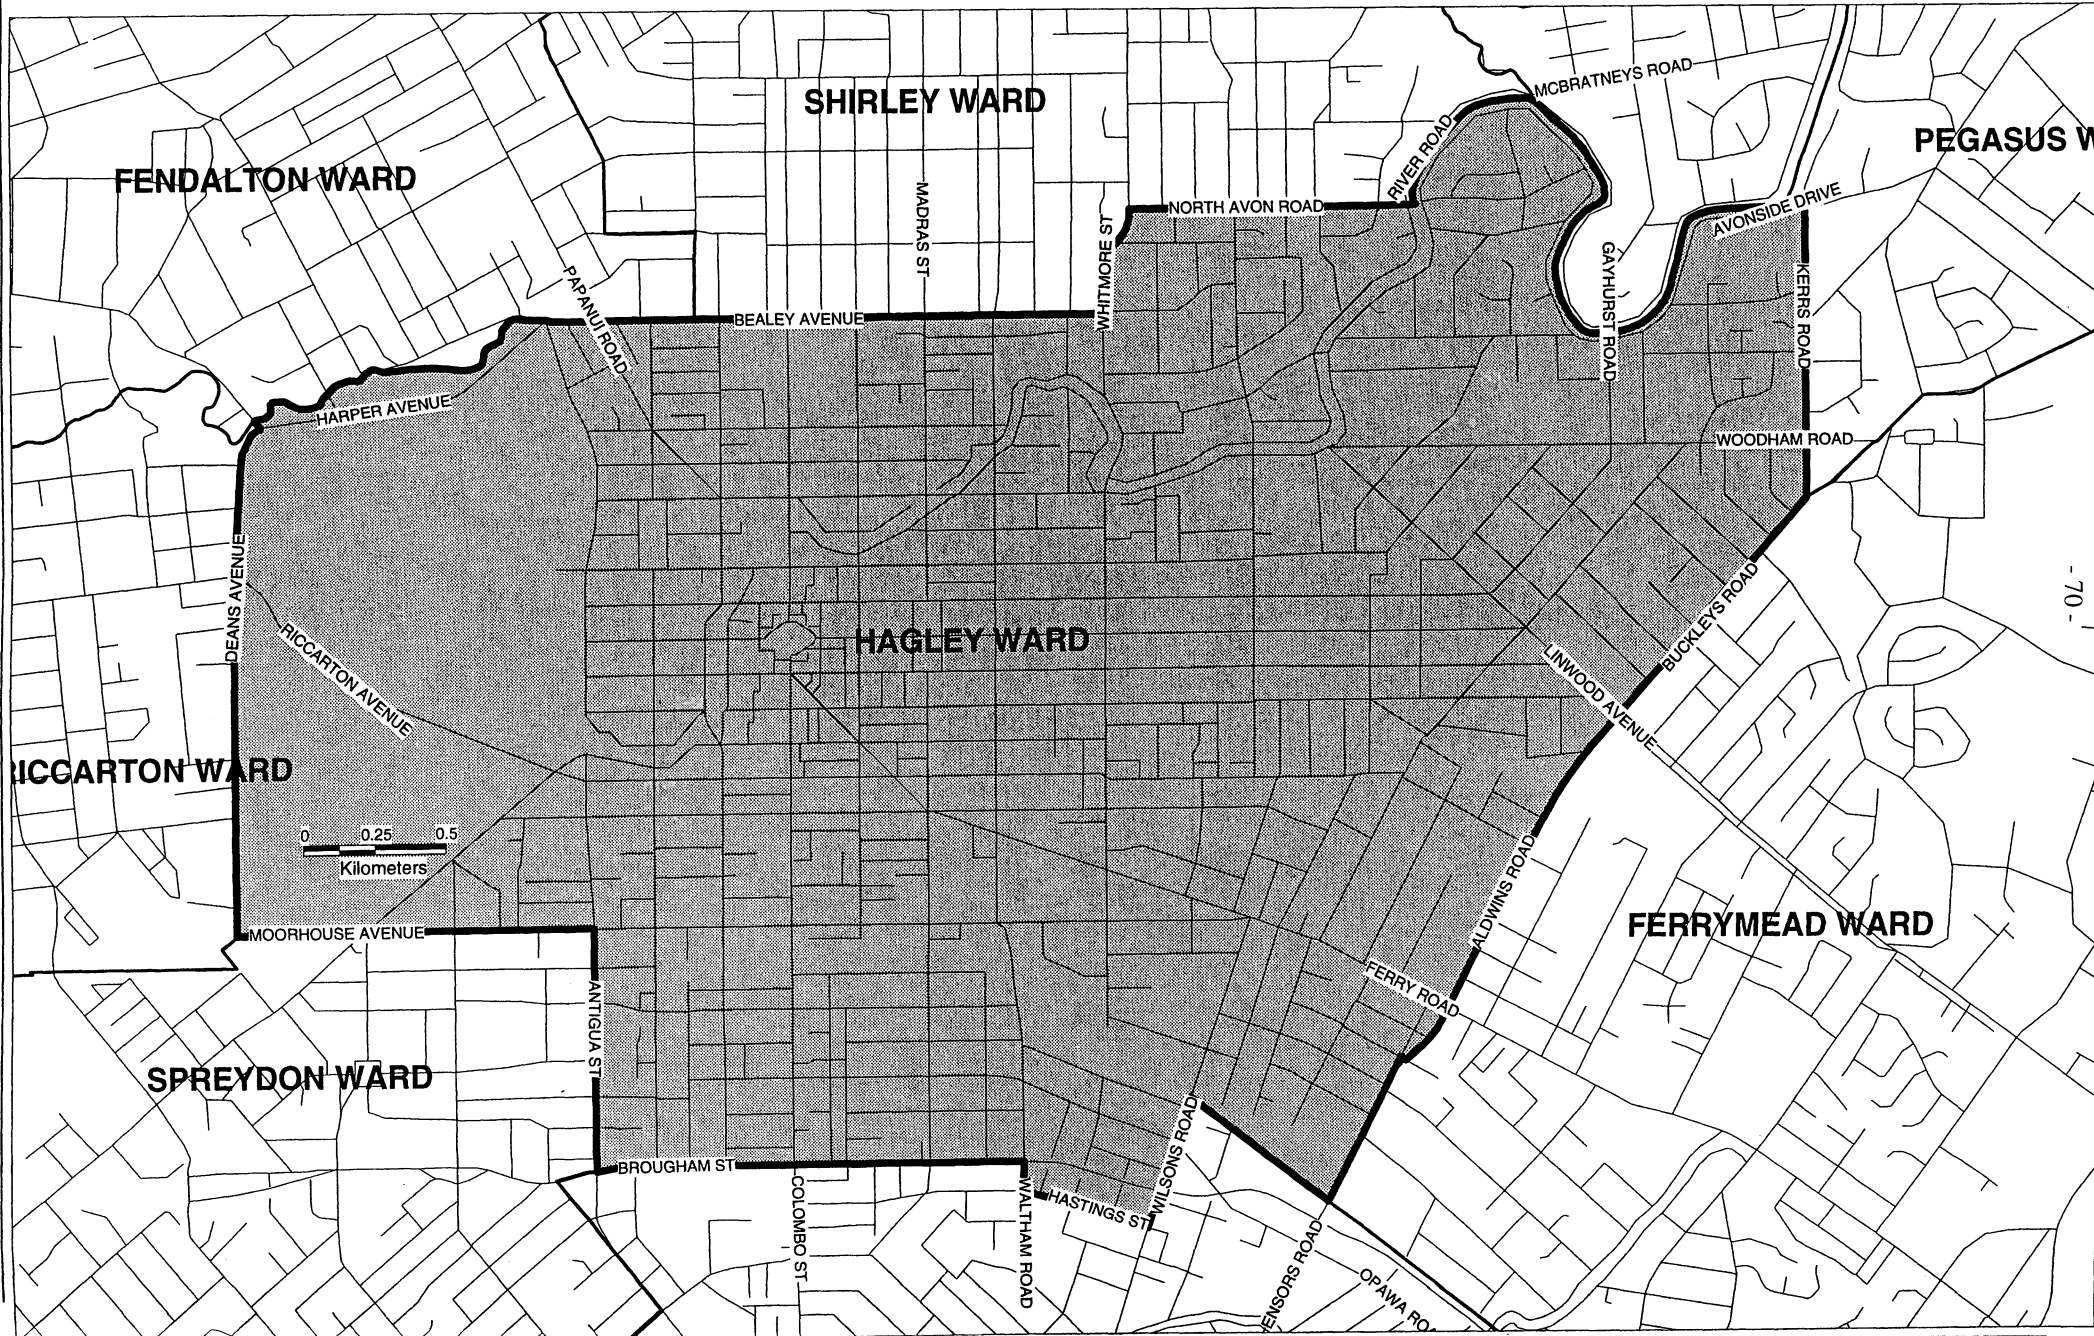 MCBRATNEYS ROAD
SHIRLEY WARD
PEGASUS W
FENDALTON WARD
RIVER ROAD
NORTH AVON ROAD
AVONSIDE DRIVE
MADRAS ST
WHITMORE ST
GAYHURST ROAD
KERRS ROAD
PAPANUI ROAD
BEALEY AVENUE
HARPER AVENUE
WOODHAM ROAD
DEANS AVENUE
- 70 -
BUCKLEYS ROAD
RICCARTON AVENUE
HAGLEY WARD
LINWOOD AVENUE
RICCARTON WARD
0 0.25 0.5
Kilometers
ALDWINS ROAD
FERRYMEAD WARD
MOORHOUSE AVENUE
FERRY ROAD
ANTIGUA ST
SPREYDON WARD
WILSONS ROAD
BROUGHAM ST
COLOMBO ST
WALTHAM ROAD
HASTINGS ST
ENSORS ROAD
OPAWA ROA